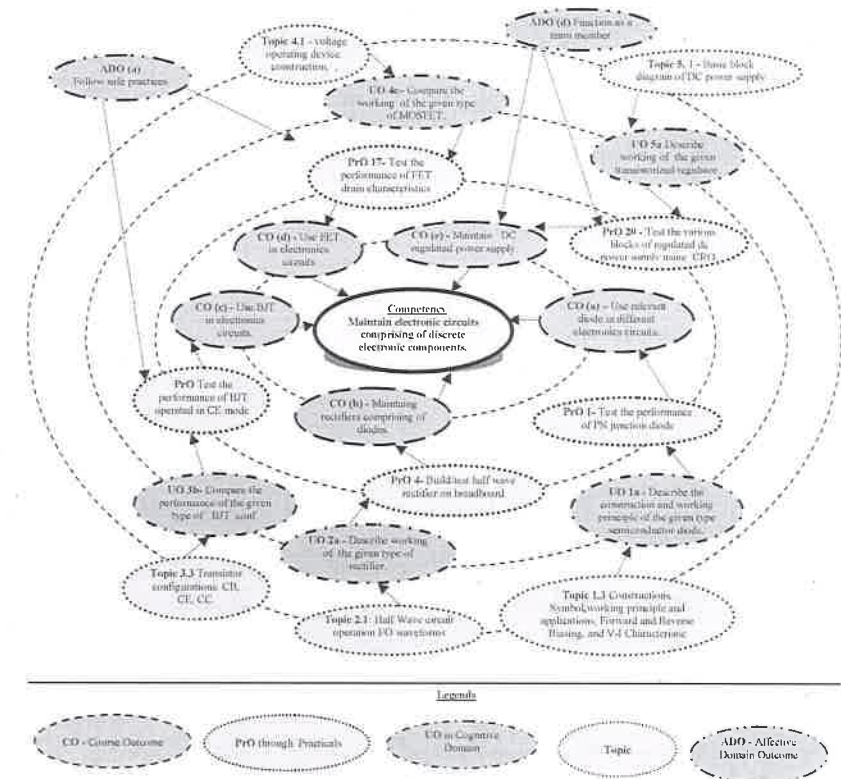 ADO (d) Function as a
team member
Topic 4.1 - voltage
operating device
construction.
ADO (a)
Follow safe practices
Topic 5. 1 - Basic block
diagram of DC power supply
UO 4c - Compare the
working of the given type
of MOSFET.
UO 5a Describe
working of the given
transistorized regulator
PrO 17- Test the
performance of FET
drain characteristics
CO (d) - Use FET
in electronics
circuits
CO (e) - Maintain DC
regulated power supply.
PrO 20 - Test the various
blocks of regulated dc
power supply using CRO.
CO (c) - Use BJT
in electronics
circuits.
Competency
Maintain electronic circuits
comprising of discrete
electronic components.
CO (a) - Use relevant
diode in different
electronics circuits.
PrO Test the
performance of BJT
operated in CE mode
CO (b) - Maintaing
rectifiers comprising of
diodes.
PrO 1- Test the performance
of PN junction diode
PrO 4- Build/test half wave
rectifier on breadboard
UO 3b- Compare the
performance of the given
type of BJT conf
UO 1a - Describe the
construction and working
principle of the given type
semiconductor diode.
UO 2a - Describe working
of the given type of
rectifier.
Topic 3.3 Transistor
configurations: CB,
CE, CC
Topic 2.1: Half Wave circuit
operation I/O waveforms
Topic 1.3 Constructions,
Symbol,working principle and
applications, Forward and Reverse
Biasing, and V-I Characteristic
Legends
CO - Course Outcome
PrO through Practicals
UO in Cognitive
Domain
Topic
ADO - Affective
Domain Outcome